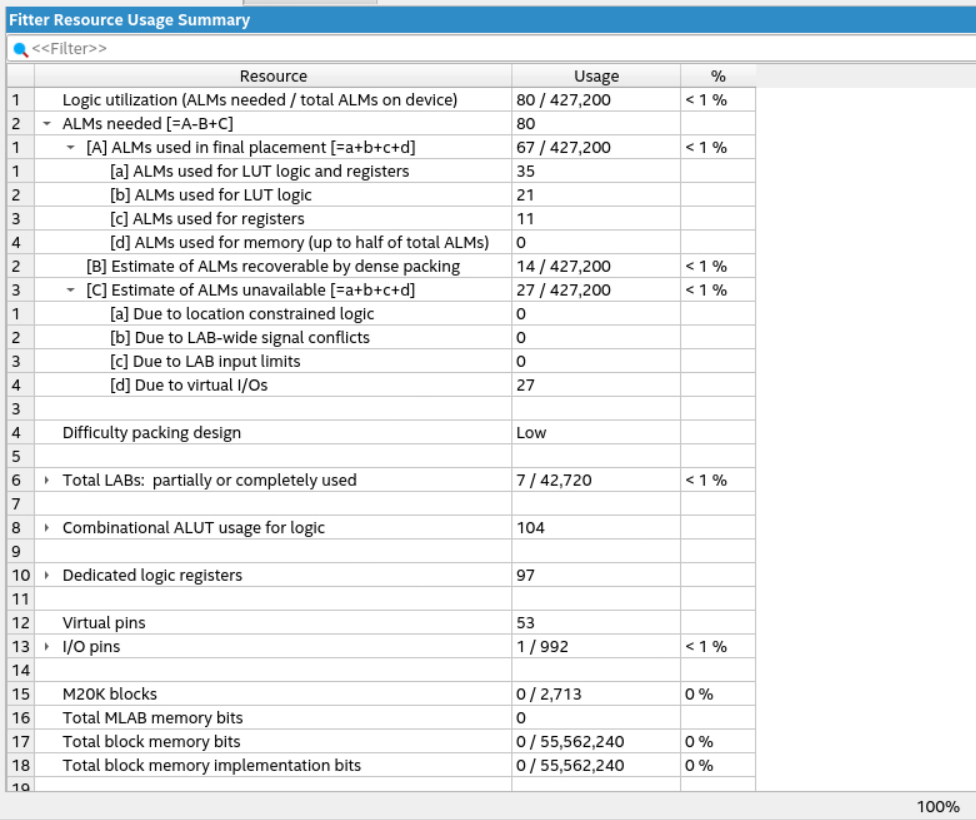 Fitter Resource Usage Summary
<<Filter>>
Resource Usage %
1 Logic utilization (ALMs needed / total ALMs on device) 80 / 427,200 < 1 %
2 ALMs needed [=A-B+C] 80
1 [A] ALMs used in final placement [=a+b+c+d] 67 / 427,200 < 1 %
1 [a] ALMs used for LUT logic and registers 35
2 [b] ALMs used for LUT logic 21
3 [c] ALMs used for registers 11
4 [d] ALMs used for memory (up to half of total ALMs) 0
2 [B] Estimate of ALMs recoverable by dense packing 14 / 427,200 < 1 %
3 [C] Estimate of ALMs unavailable [=a+b+c+d] 27 / 427,200 < 1 %
1 [a] Due to location constrained logic 0
2 [b] Due to LAB-wide signal conflicts 0
3 [c] Due to LAB input limits 0
4 [d] Due to virtual I/Os 27
3
4 Difficulty packing design Low
5
6 Total LABs: partially or completely used 7 / 42,720 < 1 %
7
8 Combinational ALUT usage for logic 104
9
10 Dedicated logic registers 97
11
12 Virtual pins 53
13 I/O pins 1 / 992 < 1 %
14
15 M20K blocks 0 / 2,713 0 %
16 Total MLAB memory bits 0
17 Total block memory bits 0 / 55,562,240 0 %
18 Total block memory implementation bits 0 / 55,562,240 0 %
19
100%